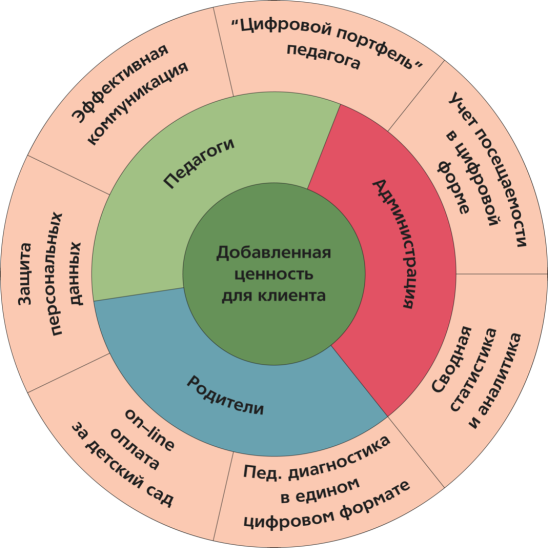 “Цифровой портфель”
педагога
Учет посещаемости
в цифровой
форме
Сводная
статистика
и аналитика
Пед. диагностика
в едином
цифровом формате
on–line
оплата
за детский сад
Защита
персональных
данных
Эффективная
коммуникация
Педагоги
Администрация
Родители
Добавленная
ценность
для клиента